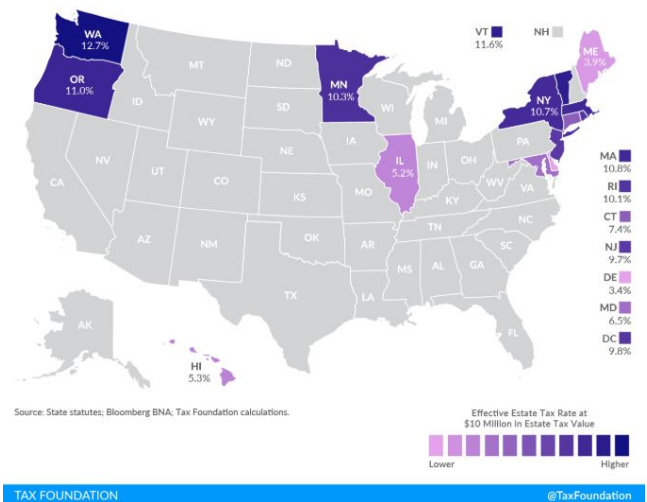 WA
12.7%
OR
11.0%
MT
ID
WY
NV
CA
UT
AZ
CO
NM
ND
SD
NE
KS
OK
TX
MN
10.3%
IA
MO
AR
LA
WI
IL
5.2%
MI
IN
OH
KY
TN
MS
AL
GA
FL
SC
NC
VA
WV
PA
NY
10.7%
VT
11.6%
NH
ME
3.9%
MA
10.8%
RI
10.1%
CT
7.4%
NJ
9.7%
DE
3.4%
MD
6.5%
DC
9.8%
AK
HI
5.3%
Source: State statutes; Bloomberg BNA; Tax Foundation calculations.
Effective Estate Tax Rate at
$10 Million in Estate Tax Value
Lower
Higher
TAX FOUNDATION
@TaxFoundation